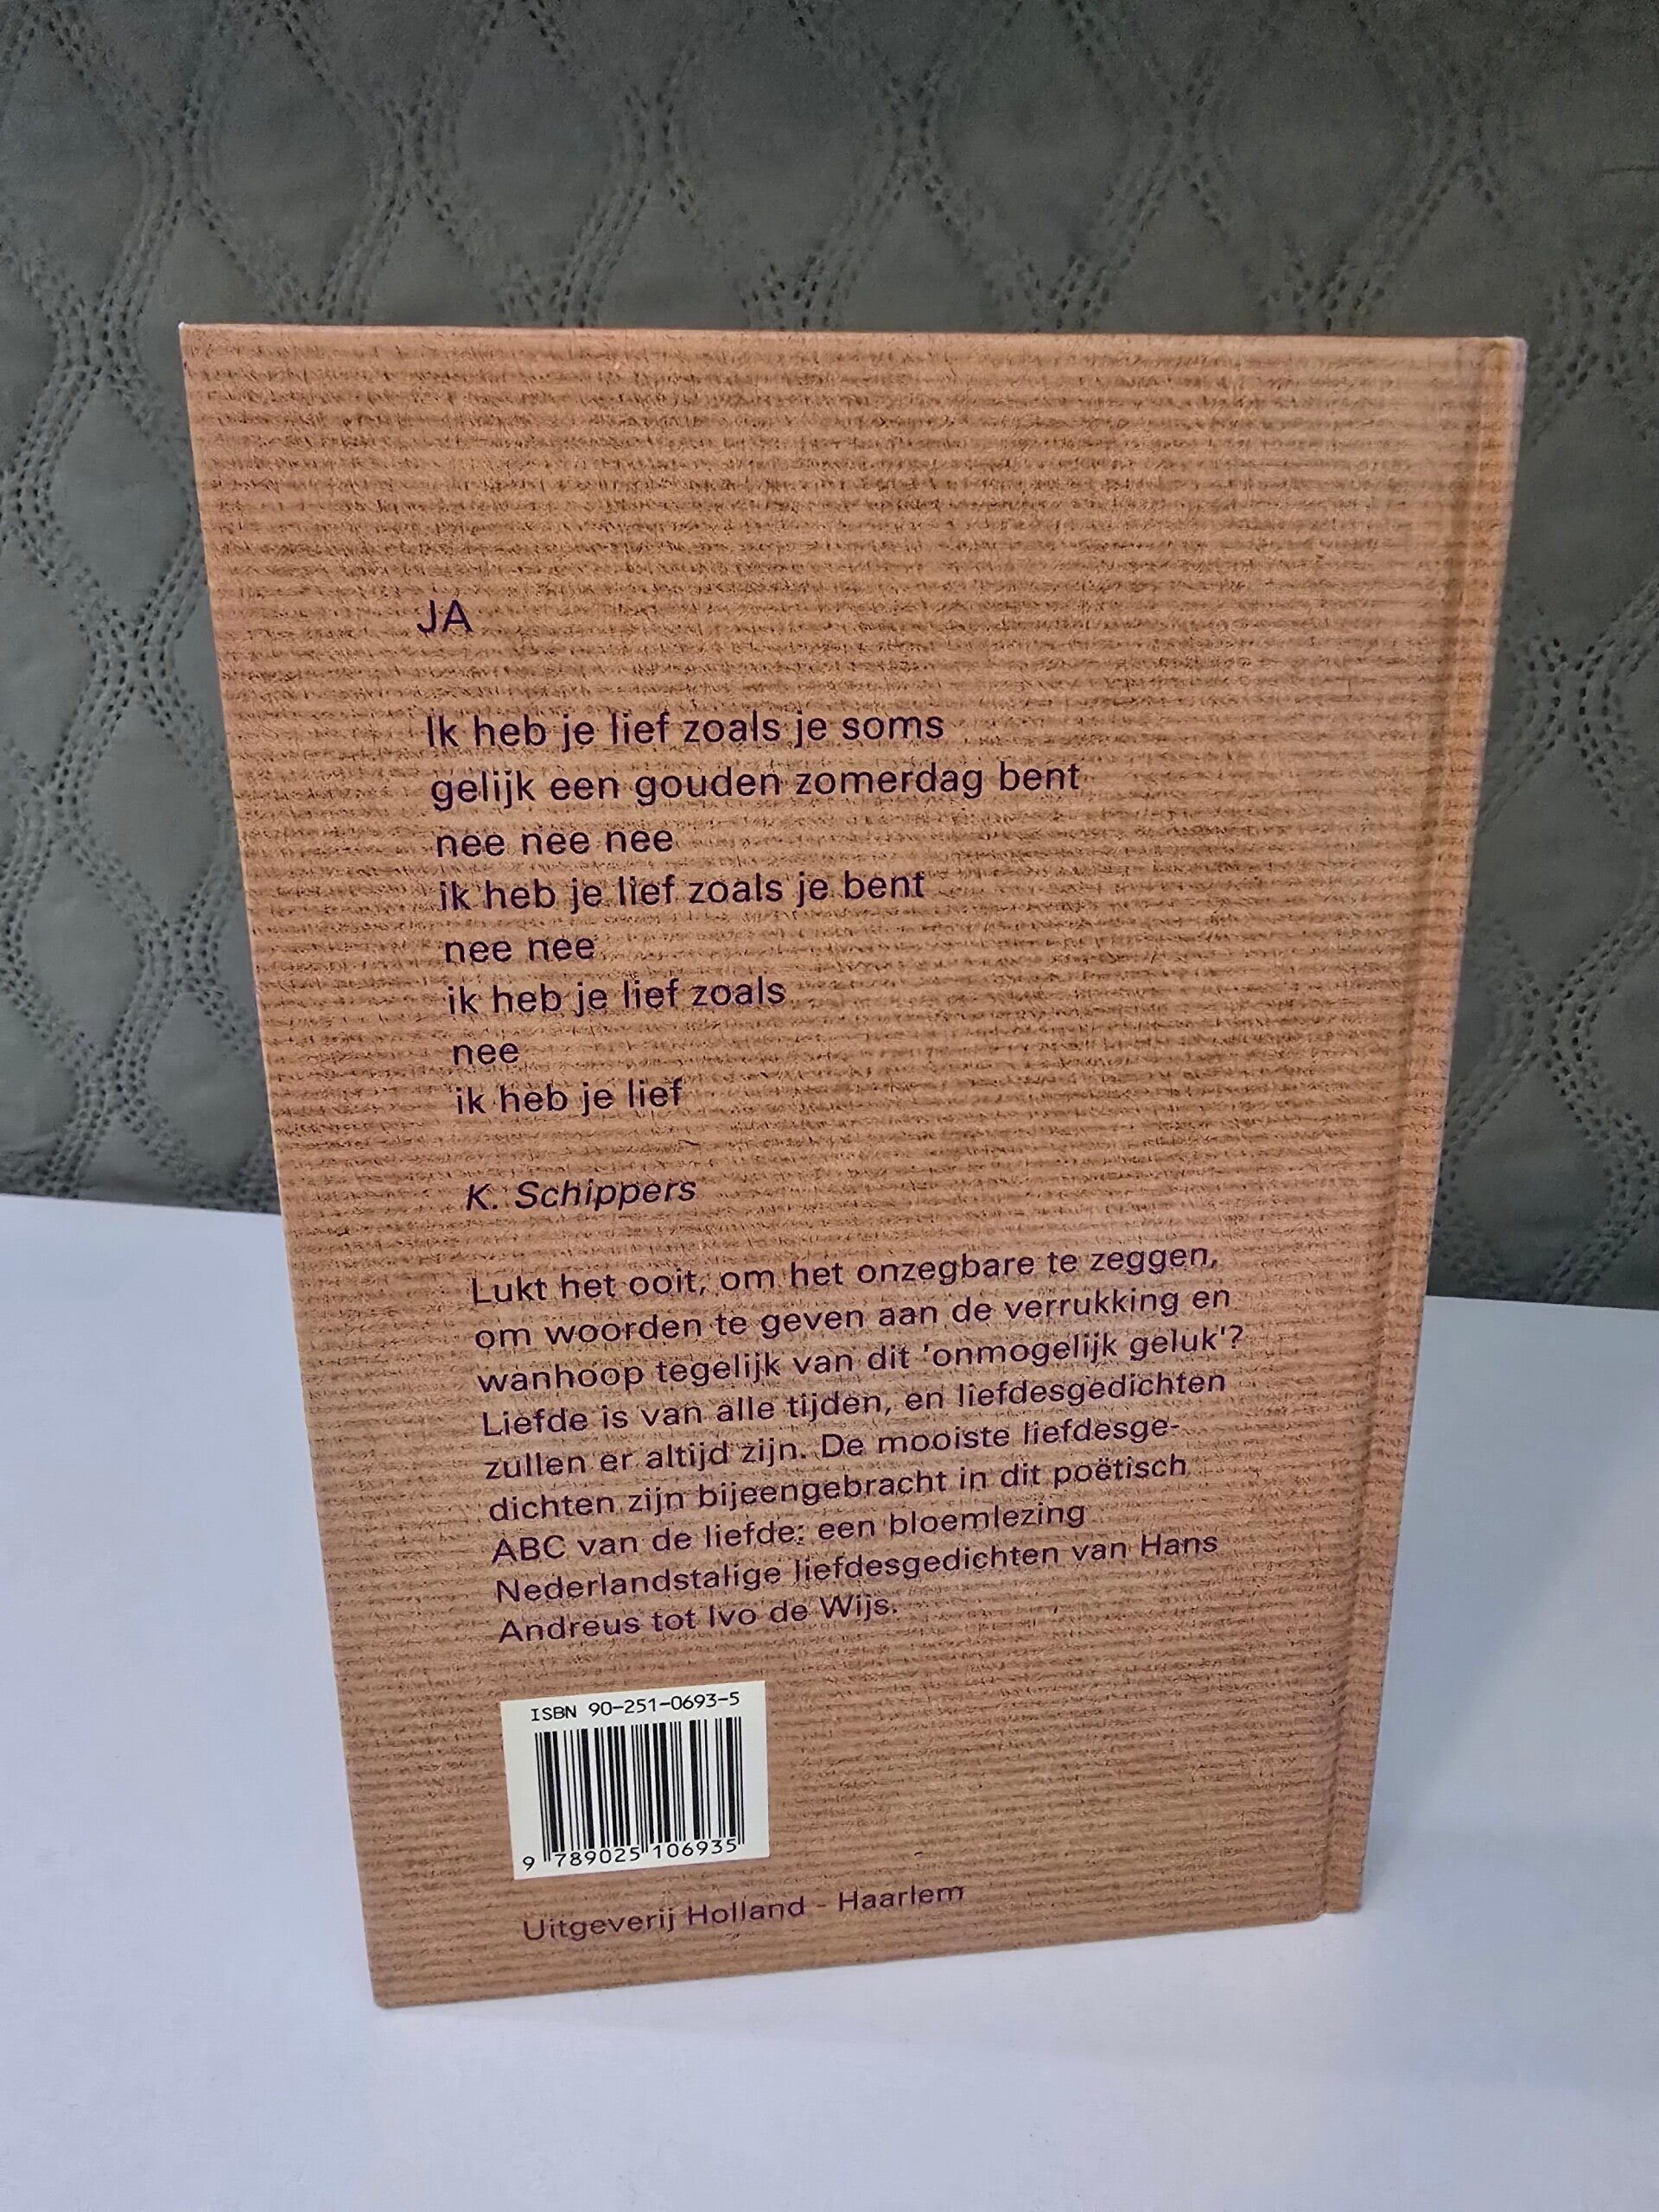 JA
Ik heb je lief zoals je soms
gelijk een gouden zomerdag bent
nee nee nee
ik heb je lief zoals je bent
nee nee
ik heb je lief zoals
nee
ik heb je lief
K. Schippers
Lukt het ooit, om het onzegbare te zeggen,
om woorden te geven aan de verrukking en
wanhoop tegelijk van dit 'onmogelijk geluk'?
Liefde is van alle tijden, en liefdesgedichten
zullen er altijd zijn. De mooiste liefdesge-
dichten zijn bijeengebracht in dit poëtisch
ABC van de liefde: een bloemlezing
Nederlandstalige liefdesgedichten van Hans
Andreus tot Ivo de Wijs.
ISBN 90-251-0693-5
9 789025 106935
Uitgeverij Holland - Haarlem